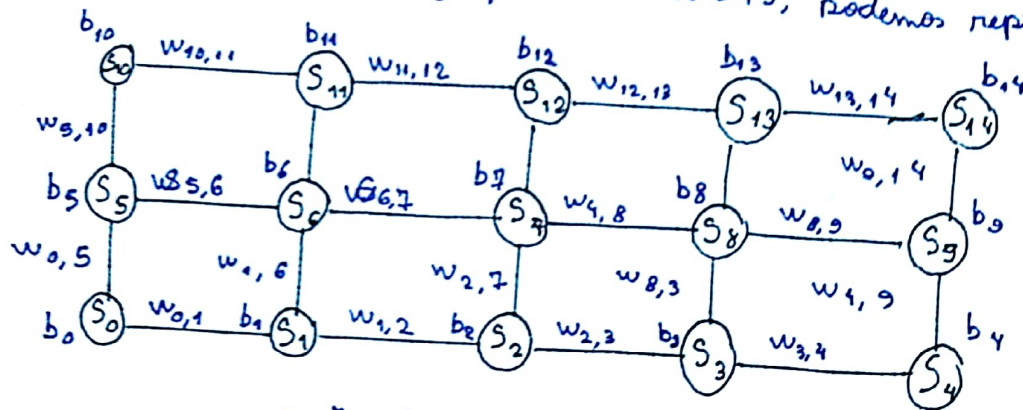 podemos rep
b10 b11 b12 b13 b14
S10 w10,11 S11 w11,12 S12 w12,13 S13 w13,14 S14
w5,10 w0,14
b5 b6 b7 b8 b9
S5 w5,6 S6 w6,7 S7 w4,8 S8 w8,9 S9
w0,5 w1,6 w2,7 w8,3 w4,9
b0 b1 b2 b3 b4
S0 w0,1 S1 w1,2 S2 w2,3 S3 w3,4 S4